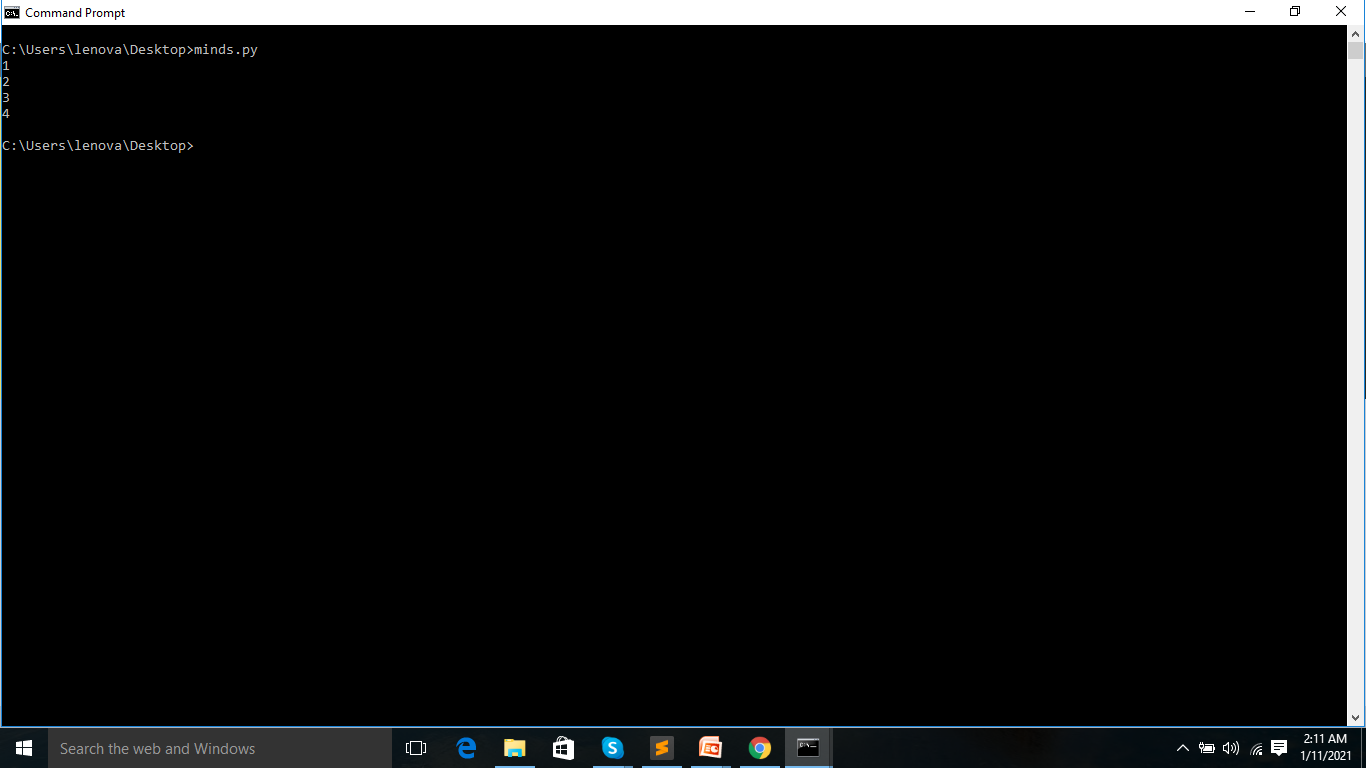 Command Prompt
C:\Users\lenova\Desktop>minds.py
1
2
3
4
C:\Users\lenova\Desktop>
Search the web and Windows
2:11 AM
1/11/2021